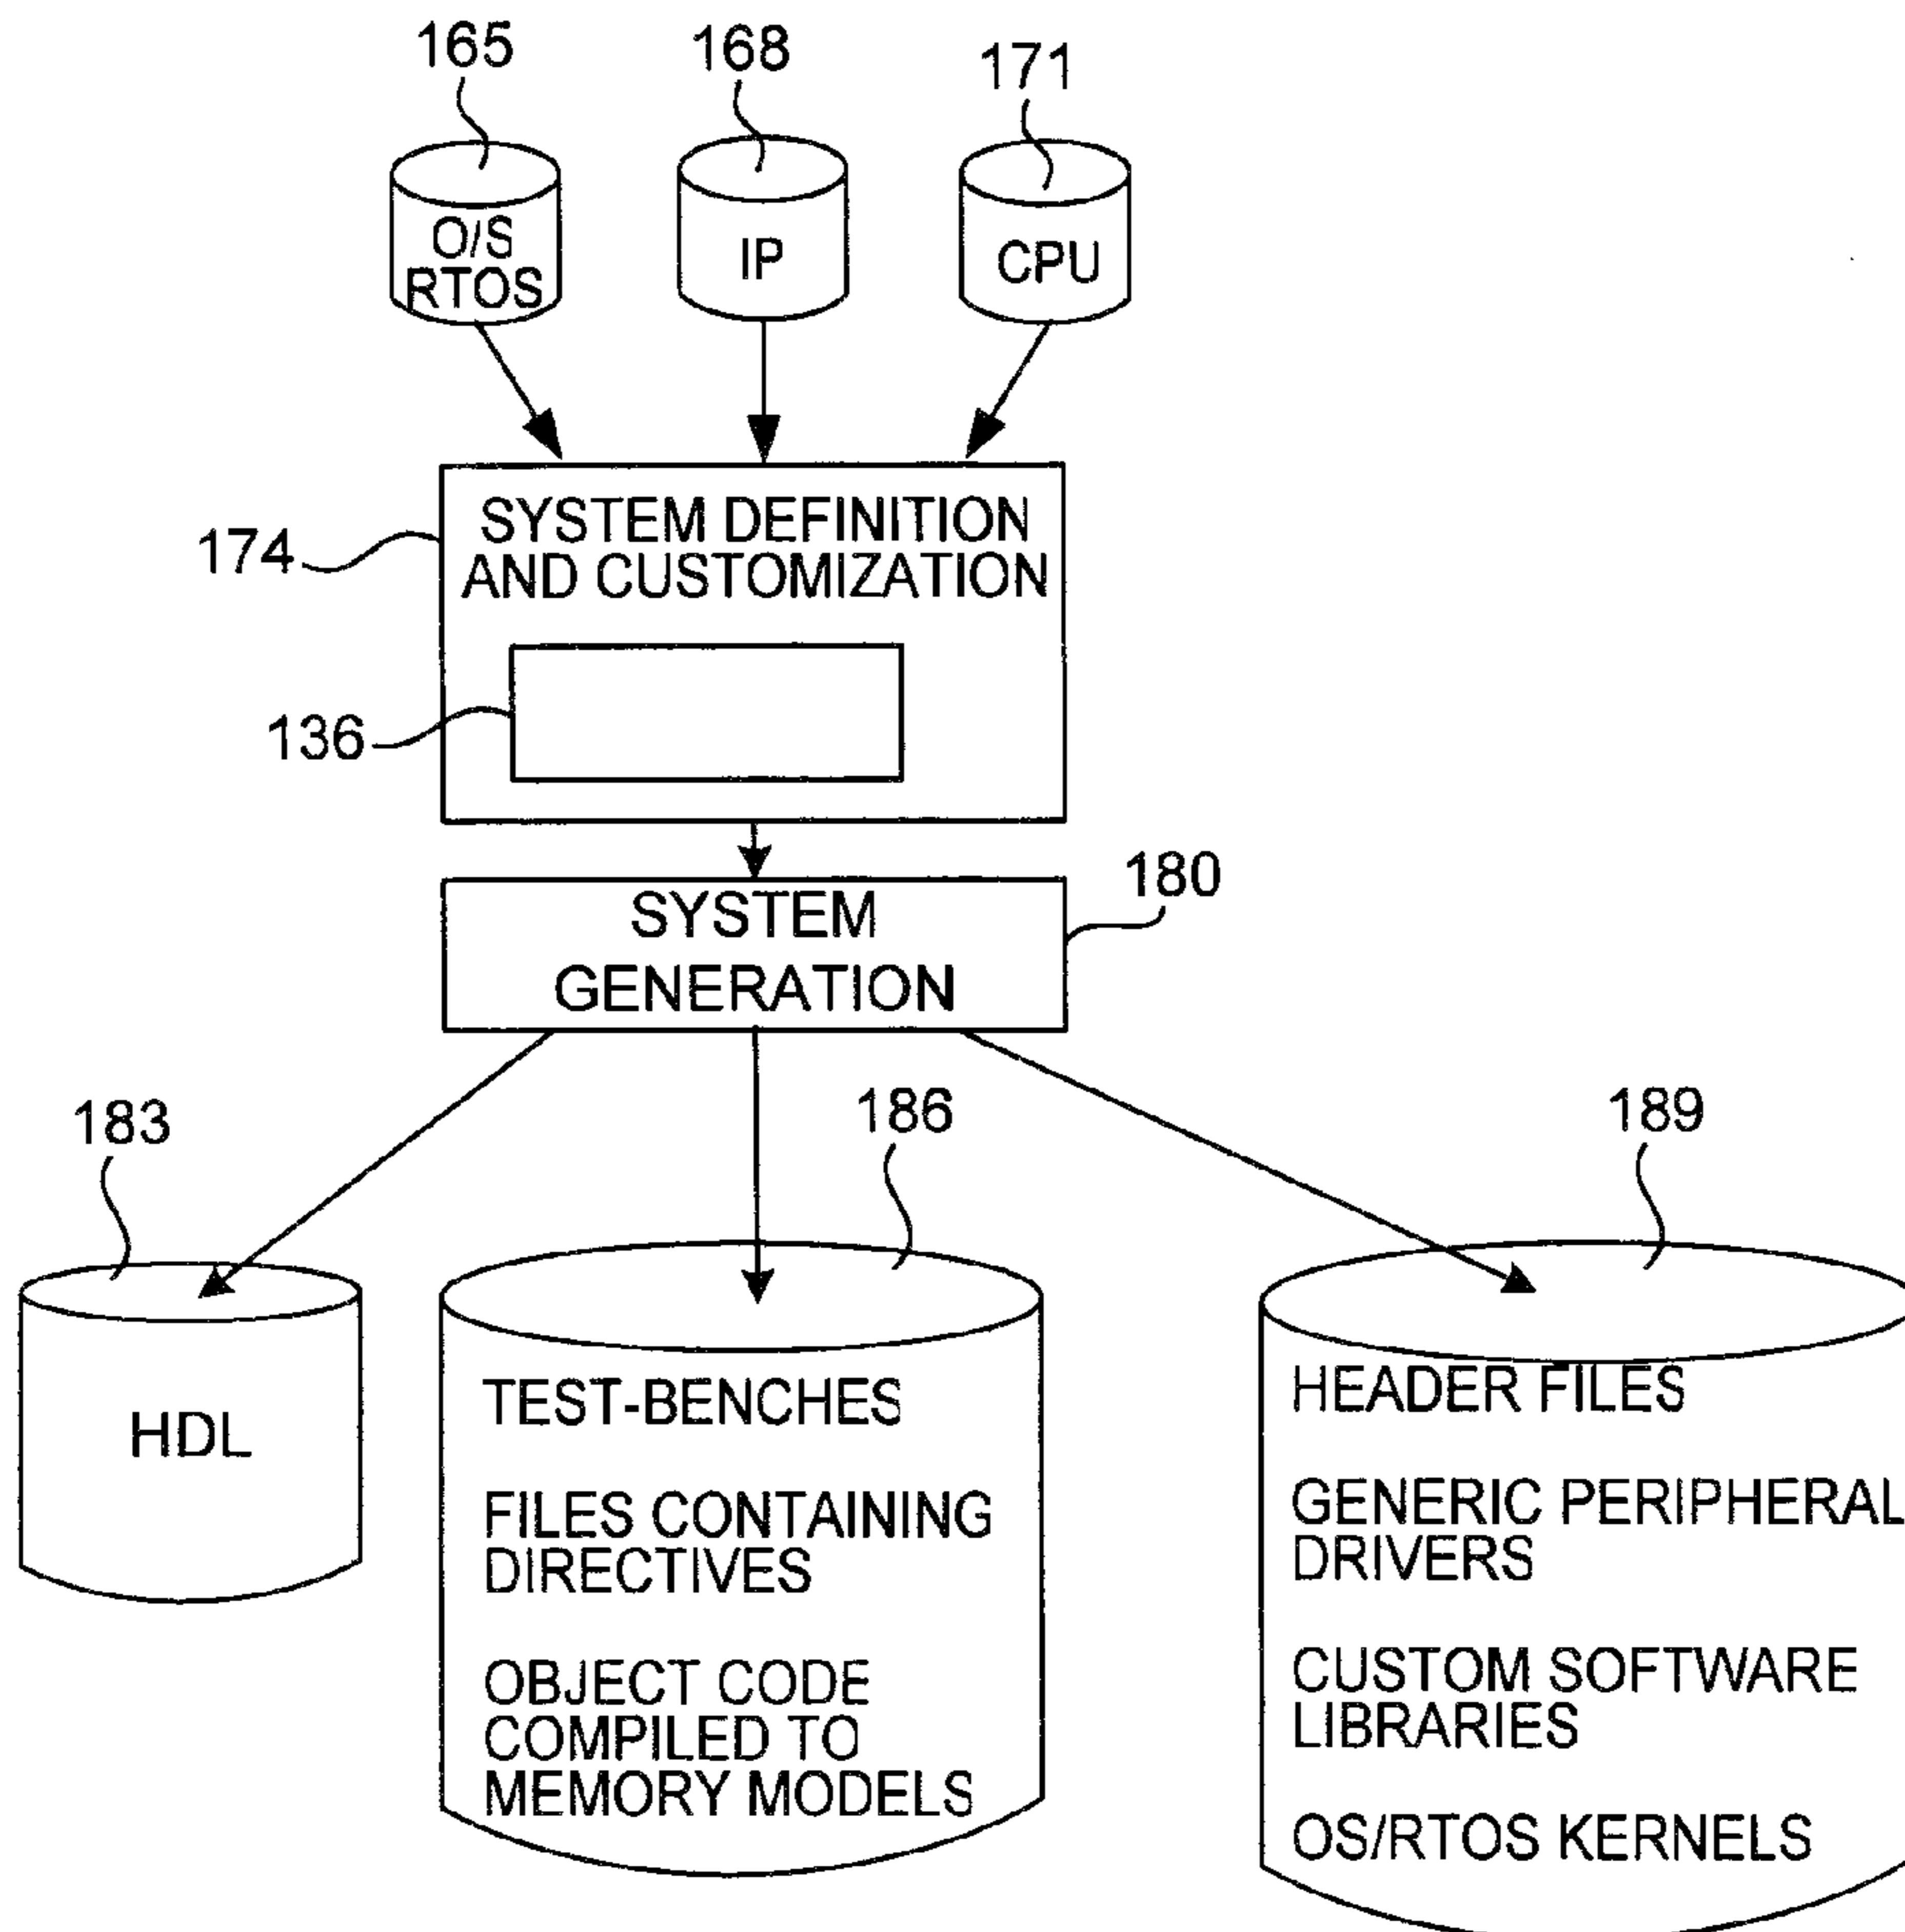 165
168
171
O/S
RTOS
IP
CPU
174
SYSTEM DEFINITION
AND CUSTOMIZATION
136
180
SYSTEM
GENERATION
183
186
189
HDL
TEST-BENCHES
FILES CONTAINING
DIRECTIVES
OBJECT CODE
COMPILED TO
MEMORY MODELS
HEADER FILES
GENERIC PERIPHERAL
DRIVERS
CUSTOM SOFTWARE
LIBRARIES
OS/RTOS KERNELS